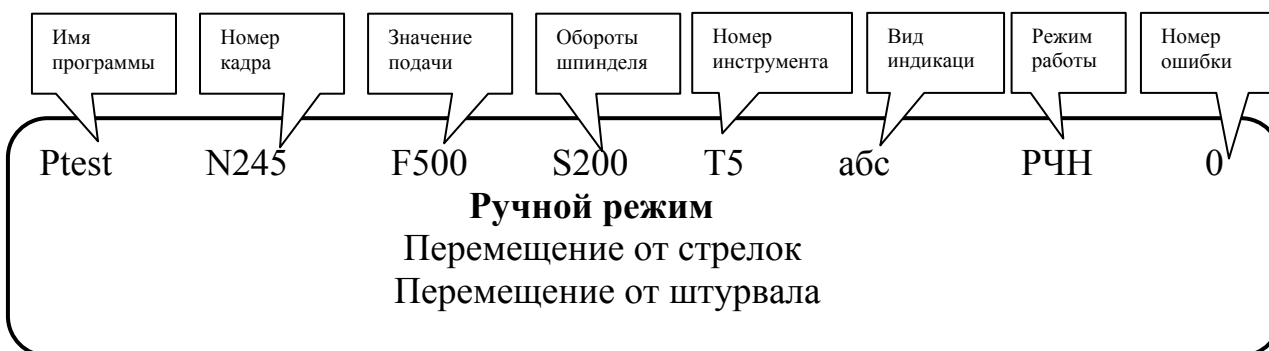 Имя
программы
Номер
кадра
Значение
подачи
Обороты
шпинделя
Номер
инструмента
Вид
индикаци
Режим
работы
Номер
ошибки
Ptest N245 F500 S200 T5 абс РЧН 0
Ручной режим
Перемещение от стрелок
Перемещение от штурвала